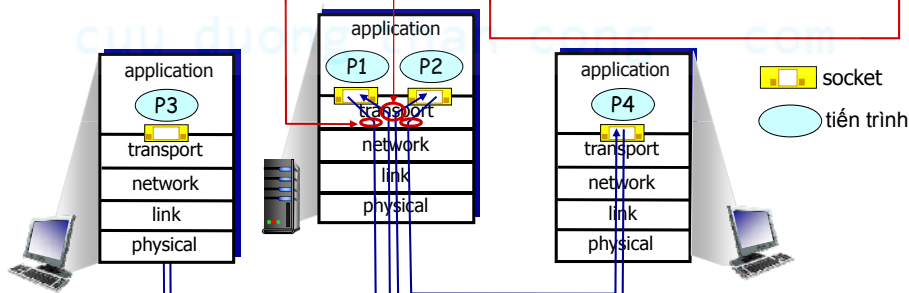 cuu duong than cong . com
application
P3
transport
network
link
physical
application
P1 P2
transport
network
link
physical
application
P4
transport
network
link
physical
socket
tiến trình